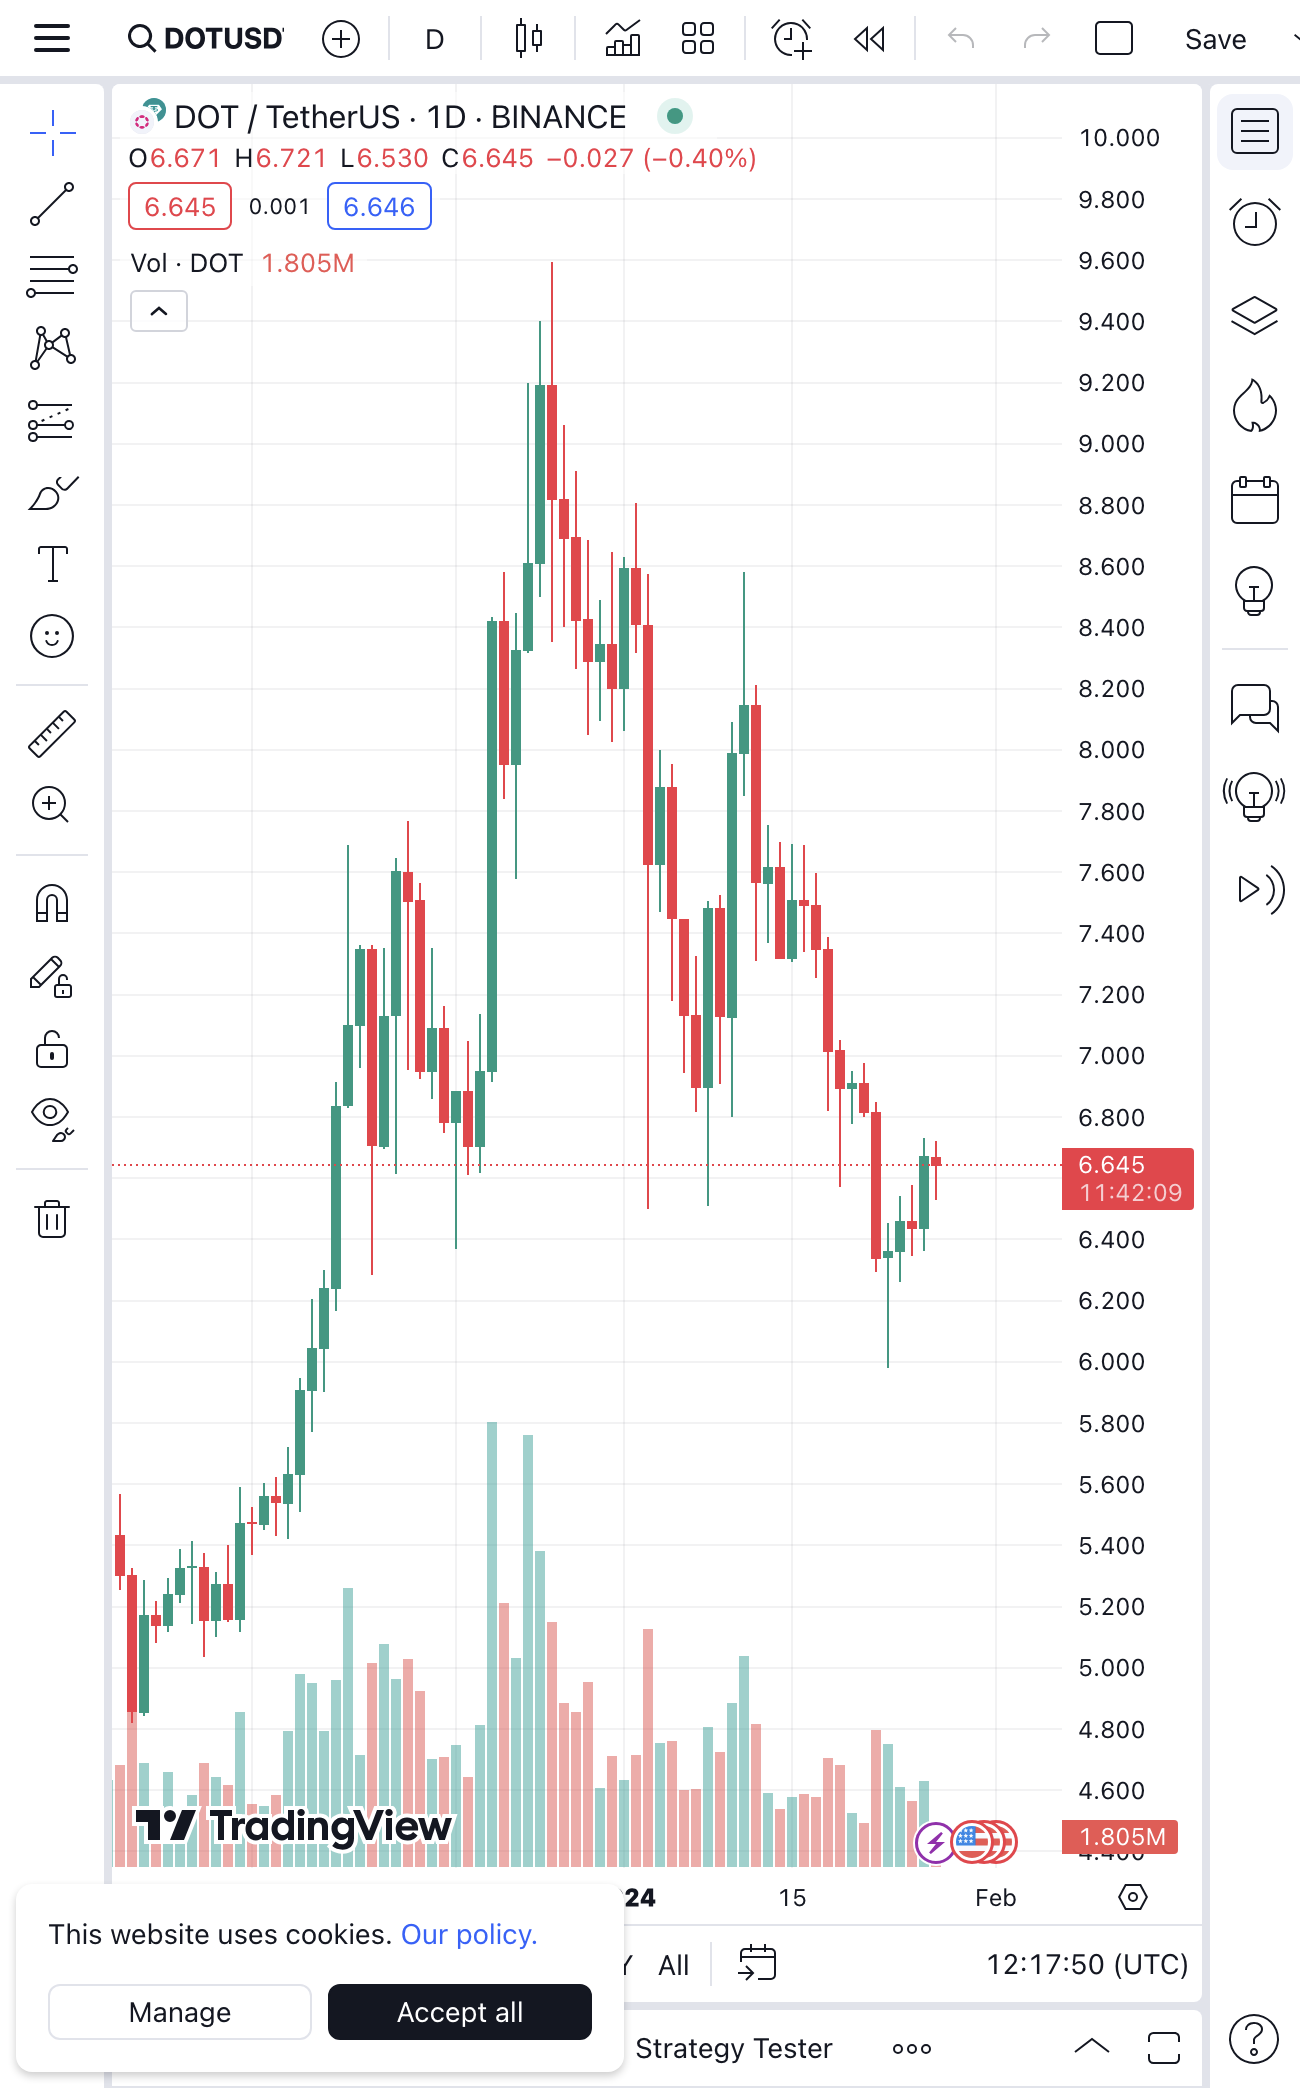 DOTUSD
D
Save
DOT / TetherUS · 1D · BINANCE
O6.671 H6.721 L6.530 C6.645 −0.027 (−0.40%)
6.645 0.001 6.646
Vol · DOT 1.805M
10.000
9.800
9.600
9.400
9.200
9.000
8.800
8.600
8.400
8.200
8.000
7.800
7.600
7.400
7.200
7.000
6.800
6.645
11:42:09
6.400
6.200
6.000
5.800
5.600
5.400
5.200
5.000
4.800
4.600
1.805M
4.400
TradingView
24 15 Feb
This website uses cookies. Our policy.
Manage Accept all
Y All 12:17:50 (UTC)
Strategy Tester